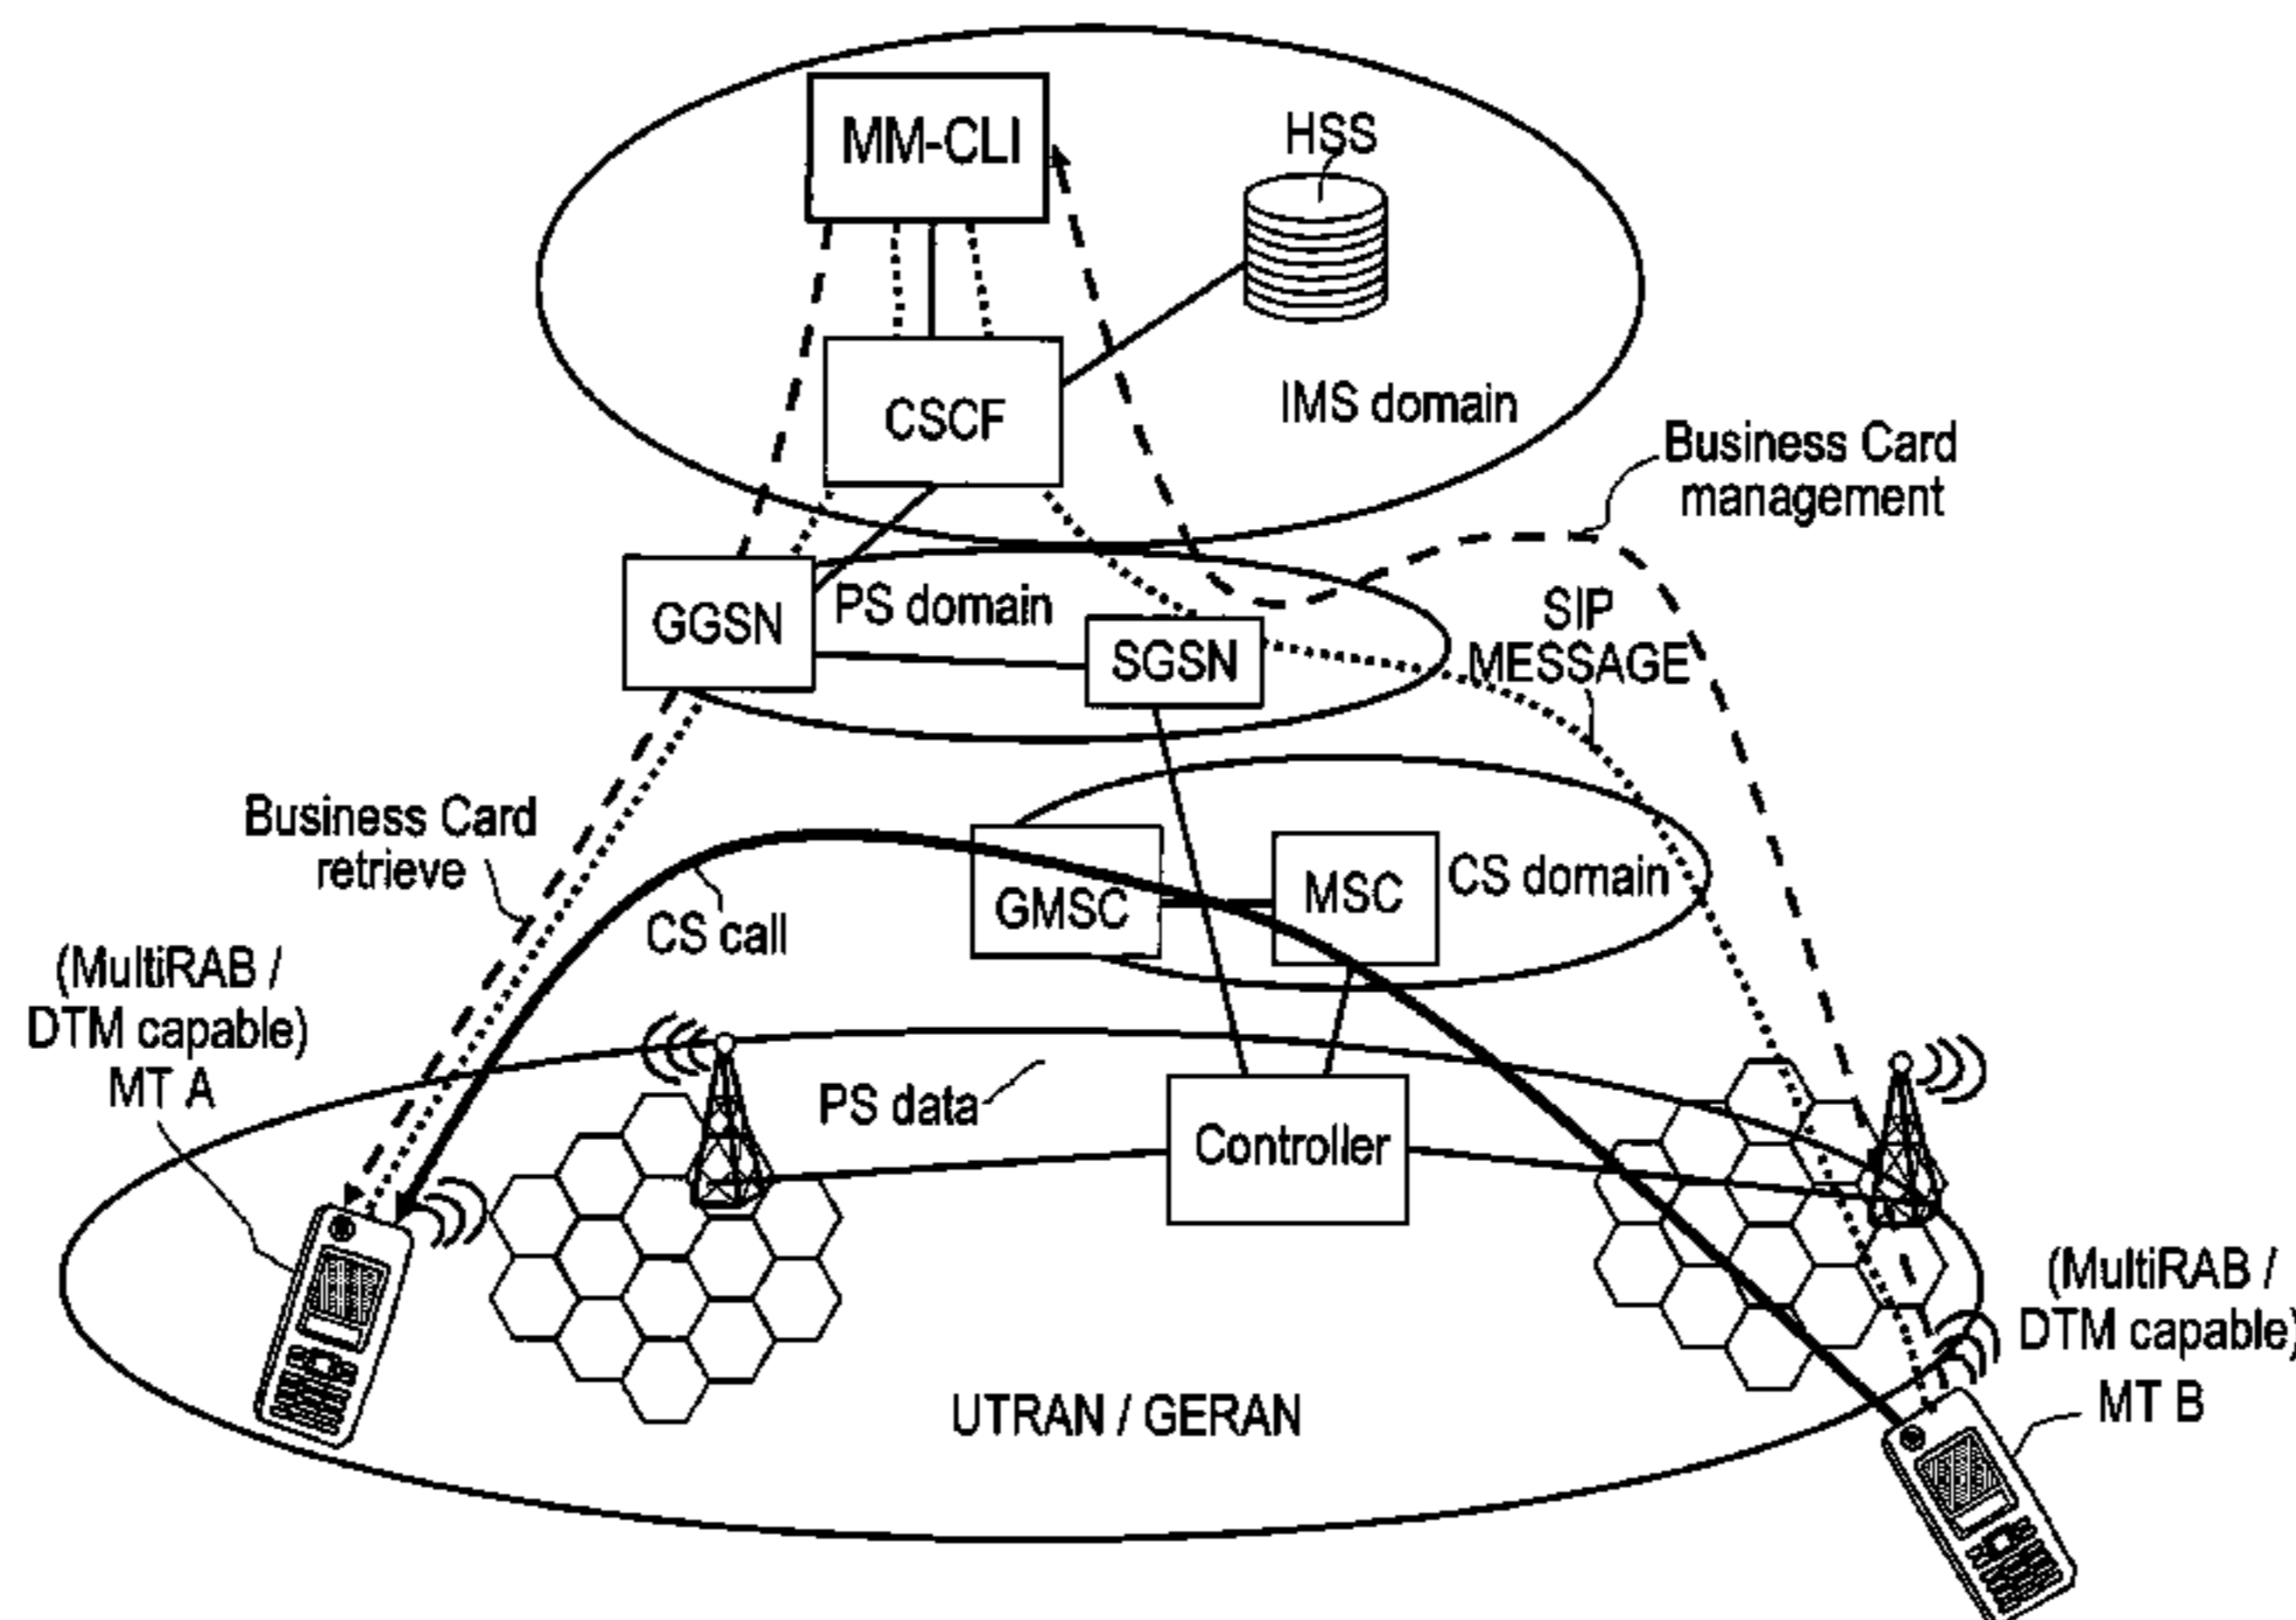 MM-CLI
HSS
CSCF
IMS domain
Business Card
management
GGSN
PS domain
SGSN
SIP
MESSAGE
Business Card
retrieve
CS call
GMSC
MSC
CS domain
(MultiRAB /
DTM capable)
MT A
PS data
Controller
UTRAN / GERAN
(MultiRAB /
DTM capable)
MT B